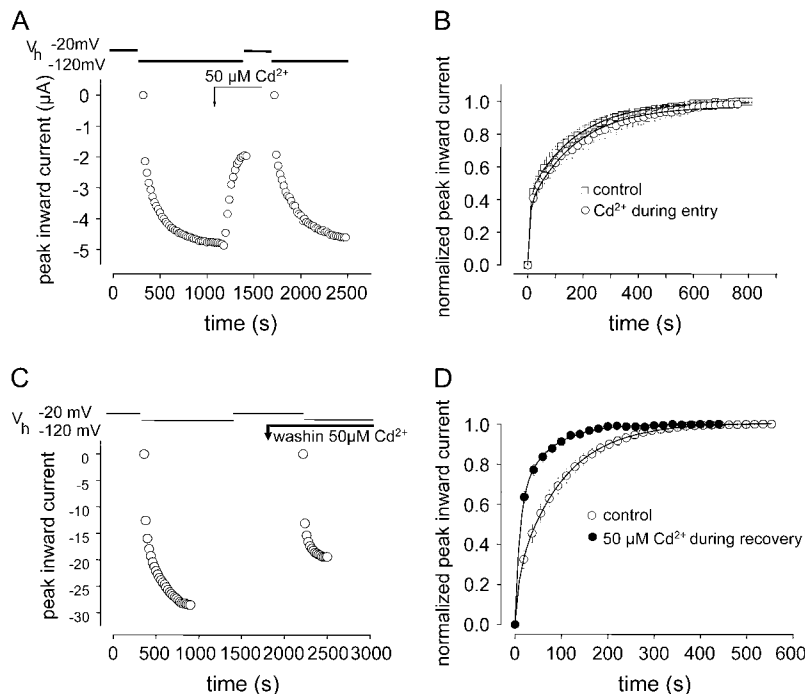 A
V h
-20mV
-120mV
50 µM Cd2+
peak inward current (µA)
0
-1
-2
-3
-4
-5
0 500 1000 1500 2000 2500
time (s)
B
normalized peak inward current
1.0
0.8
0.6
0.4
0.2
0.0
control
Cd2+ during entry
0 200 400 600 800
time (s)
C
V h
-20 mV
-120 mV
washin 50µM Cd2+
peak inward current
0
-5
-10
-15
-20
-25
-30
0 500 1000 1500 2000 2500 3000
time (s)
D
normalized peak inward current
1.0
0.8
0.6
0.4
0.2
0.0
control
50 µM Cd2+ during recovery
0 100 200 300 400 500 600
time (s)